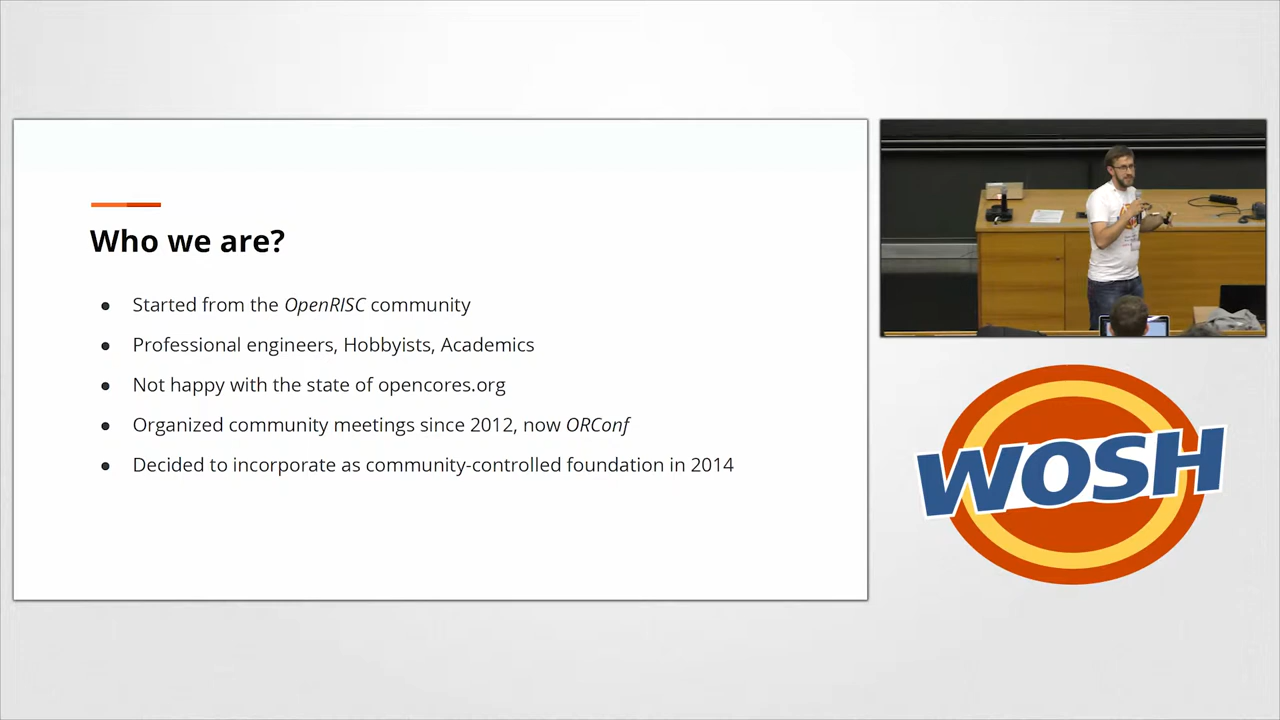 Who we are?
● Started from the OpenRISC community
● Professional engineers, Hobbyists, Academics
● Not happy with the state of opencores.org
● Organized community meetings since 2012, now ORConf
● Decided to incorporate as community-controlled foundation in 2014
WOSH